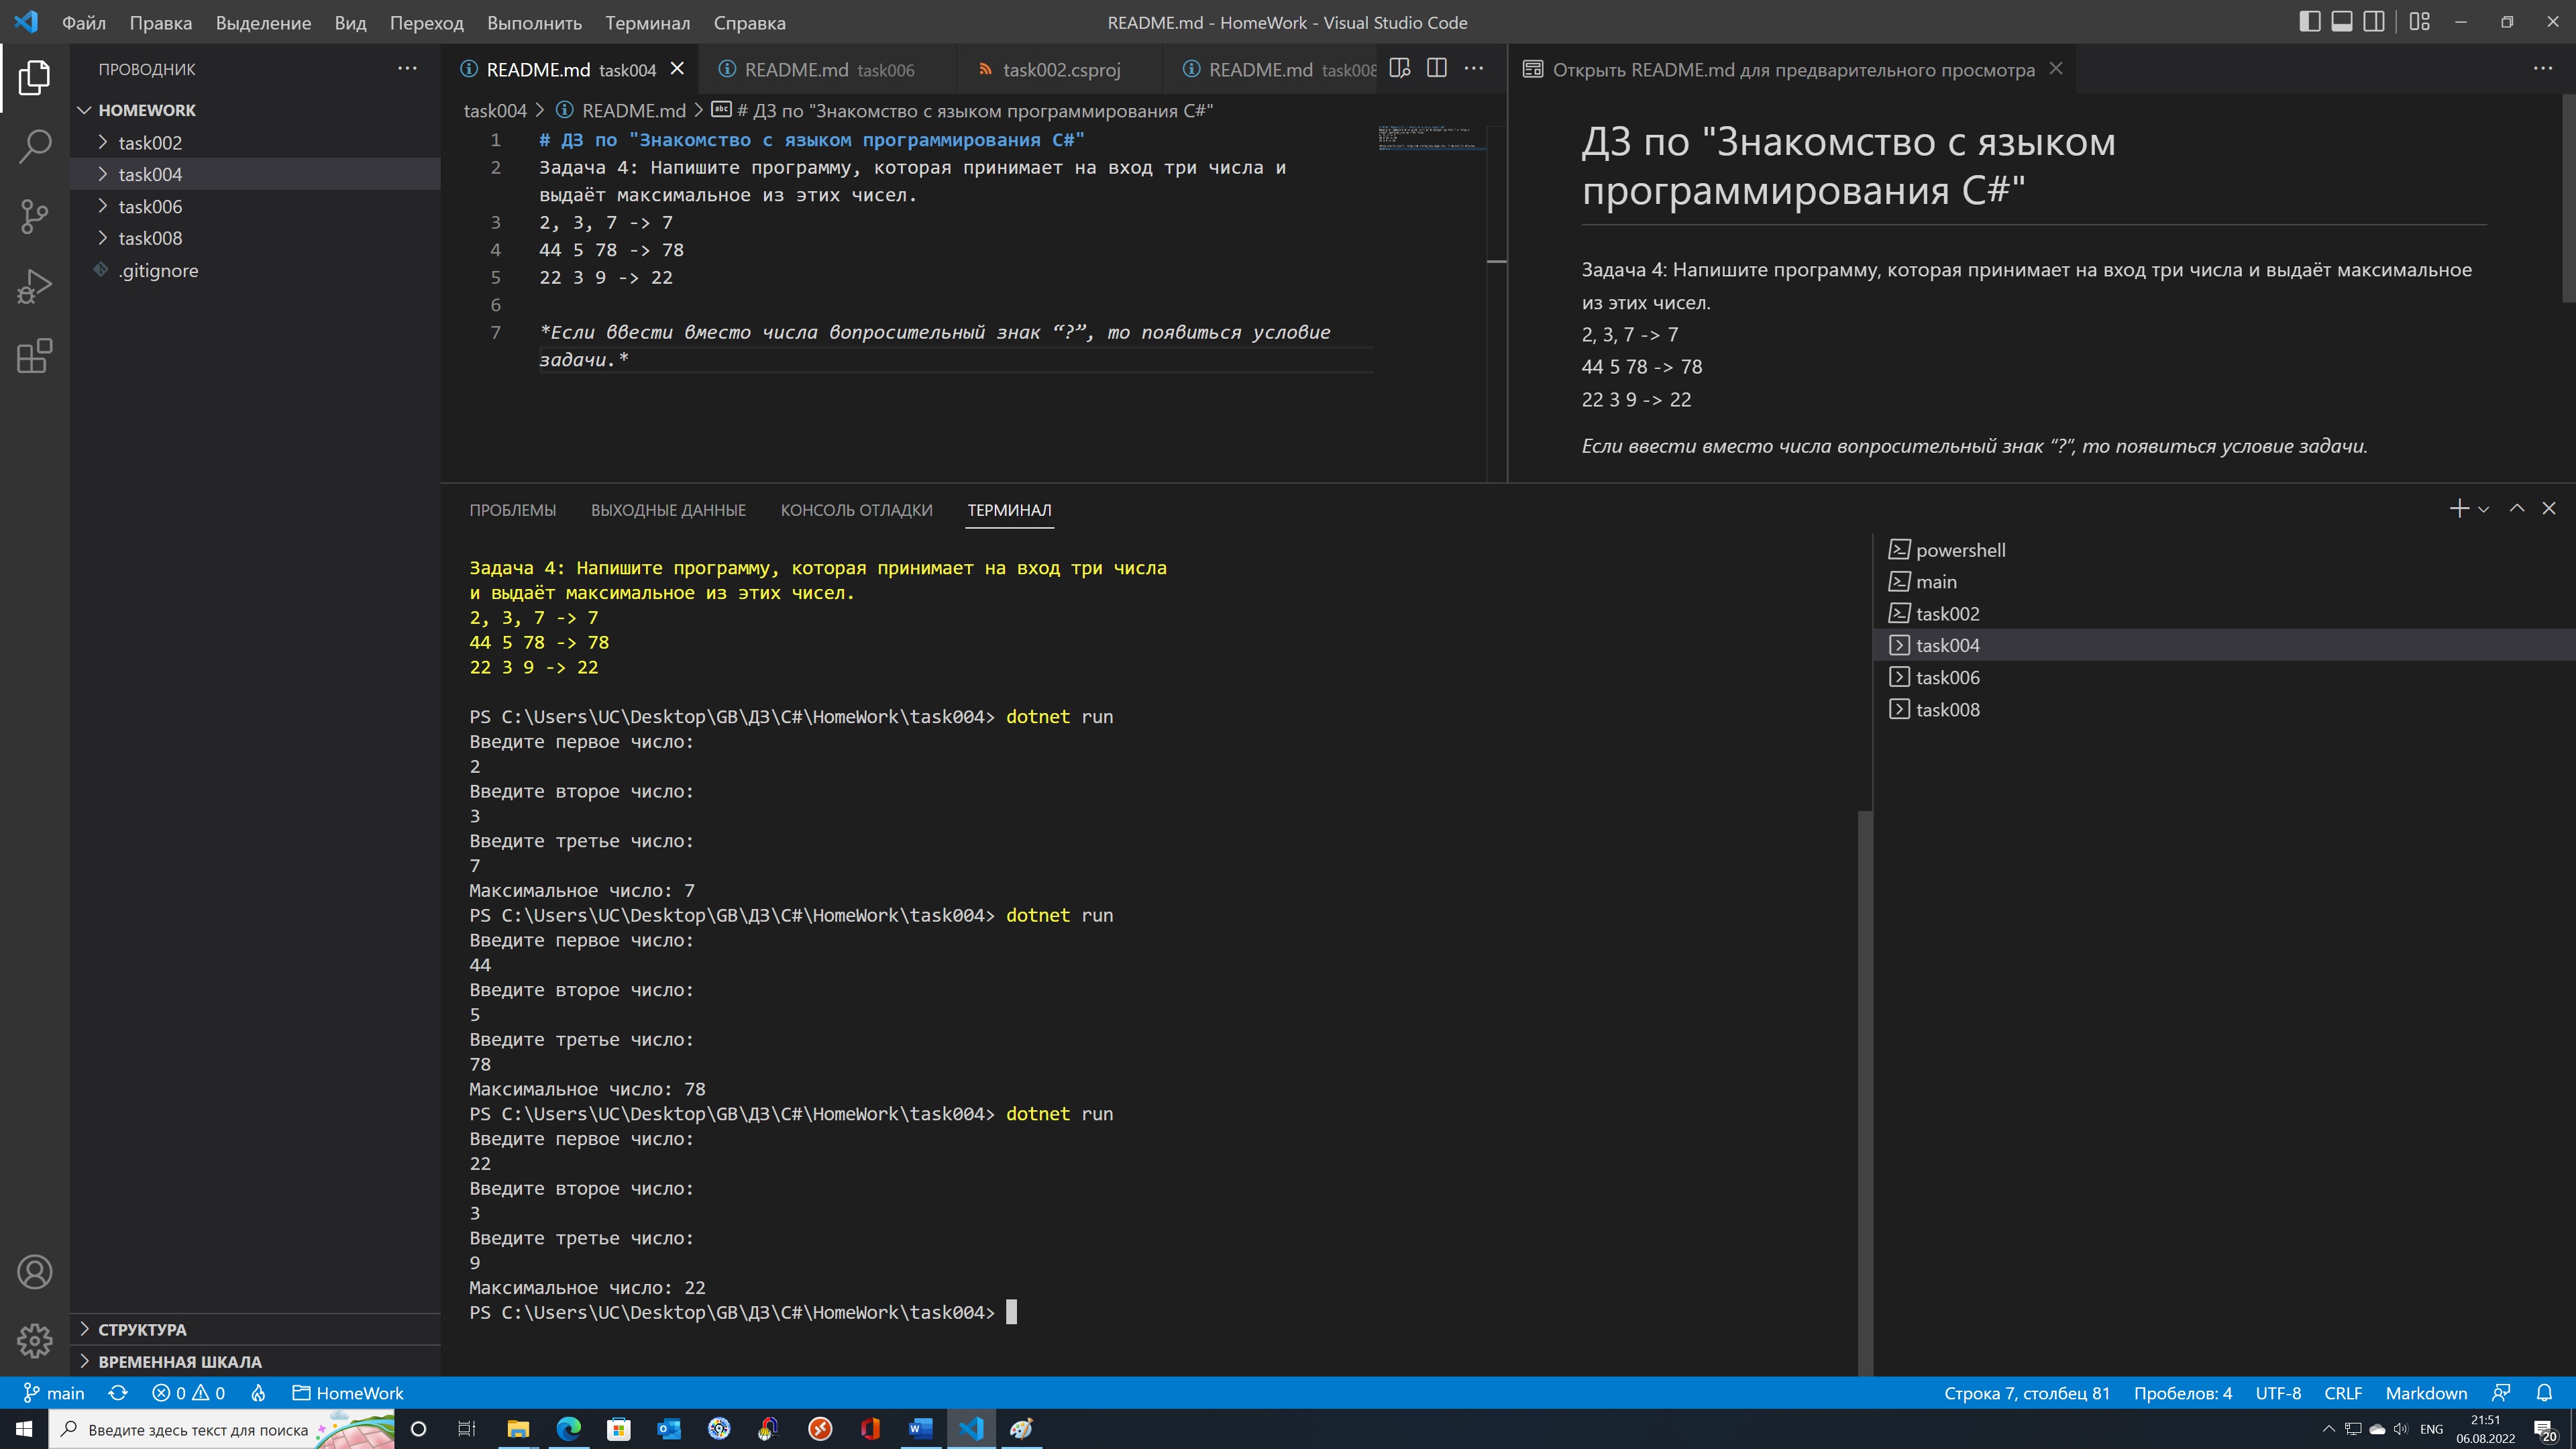 Файл Правка Выделение Вид Переход Выполнить Терминал Справка
README.md - HomeWork - Visual Studio Code
ПРОВОДНИК
HOMEWORK
task002
task004
task006
task008
.gitignore
СТРУКТУРА
ВРЕМЕННАЯ ШКАЛА
README.md task004
README.md task006
task002.csproj
README.md task008
task004 > README.md > # ДЗ по "Знакомство с языком программирования C#"
1 # ДЗ по "Знакомство с языком программирования C#"
2 Задача 4: Напишите программу, которая принимает на вход три числа и
выдаёт максимальное из этих чисел.
3 2, 3, 7 -> 7
4 44 5 78 -> 78
5 22 3 9 -> 22
6
7 *Если ввести вместо числа вопросительный знак “?”, то появиться условие
задачи.*
Открыть README.md для предварительного просмотра
ДЗ по "Знакомство с языком
программирования C#"
Задача 4: Напишите программу, которая принимает на вход три числа и выдаёт максимальное
из этих чисел.
2, 3, 7 -> 7
44 5 78 -> 78
22 3 9 -> 22
Если ввести вместо числа вопросительный знак “?”, то появиться условие задачи.
ПРОБЛЕМЫ ВЫХОДНЫЕ ДАННЫЕ КОНСОЛЬ ОТЛАДКИ ТЕРМИНАЛ
Задача 4: Напишите программу, которая принимает на вход три числа
и выдаёт максимальное из этих чисел.
2, 3, 7 -> 7
44 5 78 -> 78
22 3 9 -> 22
PS C:\Users\UC\Desktop\GB\ДЗ\C#\HomeWork\task004> dotnet run
Введите первое число:
2
Введите второе число:
3
Введите третье число:
7
Максимальное число: 7
PS C:\Users\UC\Desktop\GB\ДЗ\C#\HomeWork\task004> dotnet run
Введите первое число:
44
Введите второе число:
5
Введите третье число:
78
Максимальное число: 78
PS C:\Users\UC\Desktop\GB\ДЗ\C#\HomeWork\task004> dotnet run
Введите первое число:
22
Введите второе число:
3
Введите третье число:
9
Максимальное число: 22
PS C:\Users\UC\Desktop\GB\ДЗ\C#\HomeWork\task004>
powershell
main
task002
task004
task006
task008
main 0 0 HomeWork
Строка 7, столбец 81 Пробелов: 4 UTF-8 CRLF Markdown
Введите здесь текст для поиска
ENG
21:51
06.08.2022
20